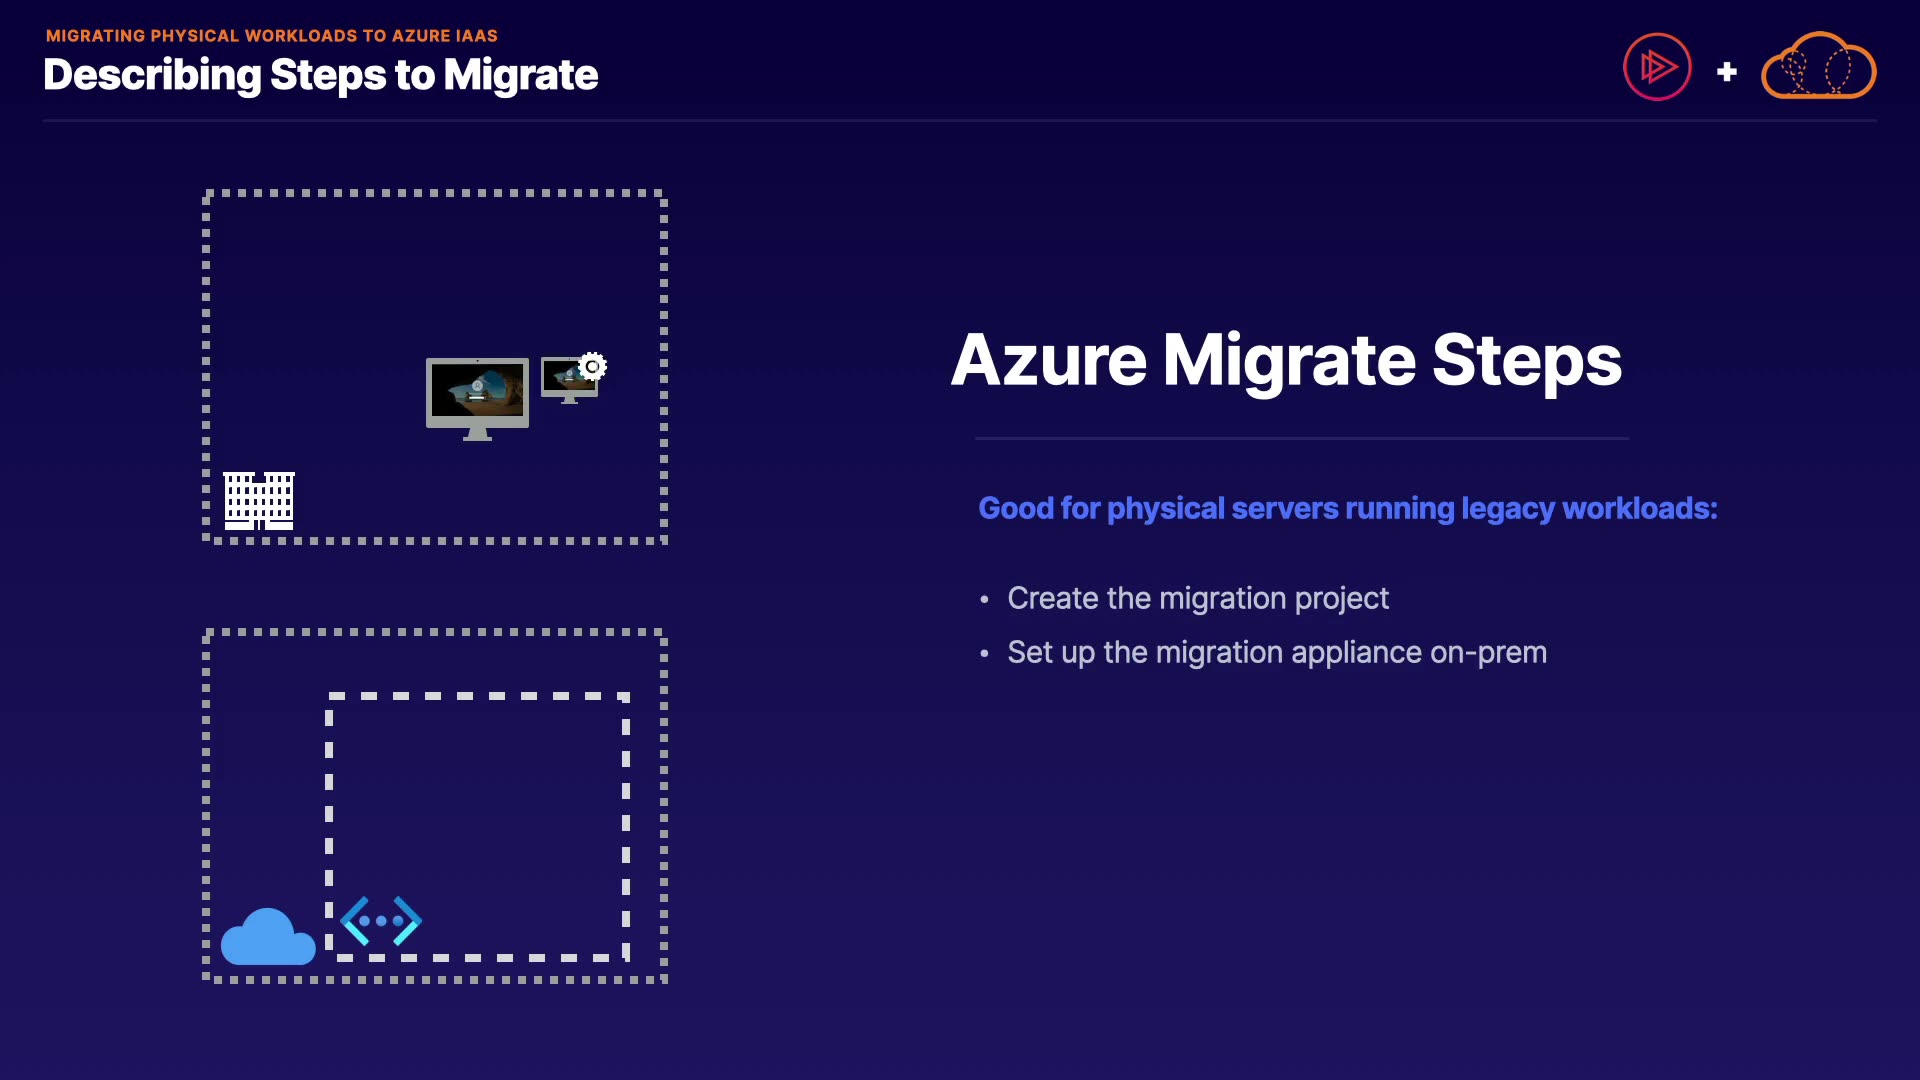 MIGRATING PHYSICAL WORKLOADS TO AZURE IAAS
Describing Steps to Migrate
+
Azure Migrate Steps
Good for physical servers running legacy workloads:
• Create the migration project
• Set up the migration appliance on-prem